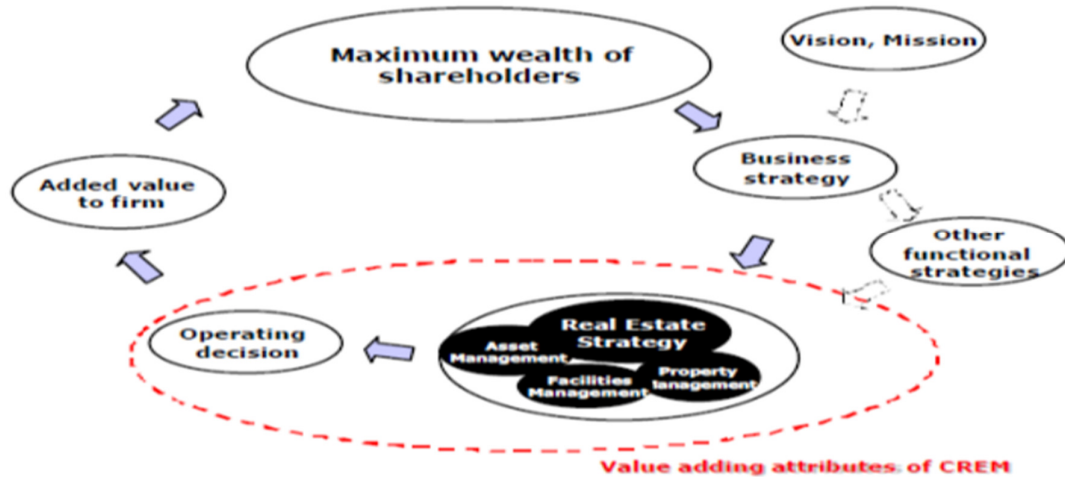 Maximum wealth of
shareholders
Vision, Mission
Business
strategy
Added value
to firm
Other
functional
strategies
Operating
decision
Real Estate
Strategy
Asset
Management
Property
Management
Facilities
Management
Value adding attributes of CREM